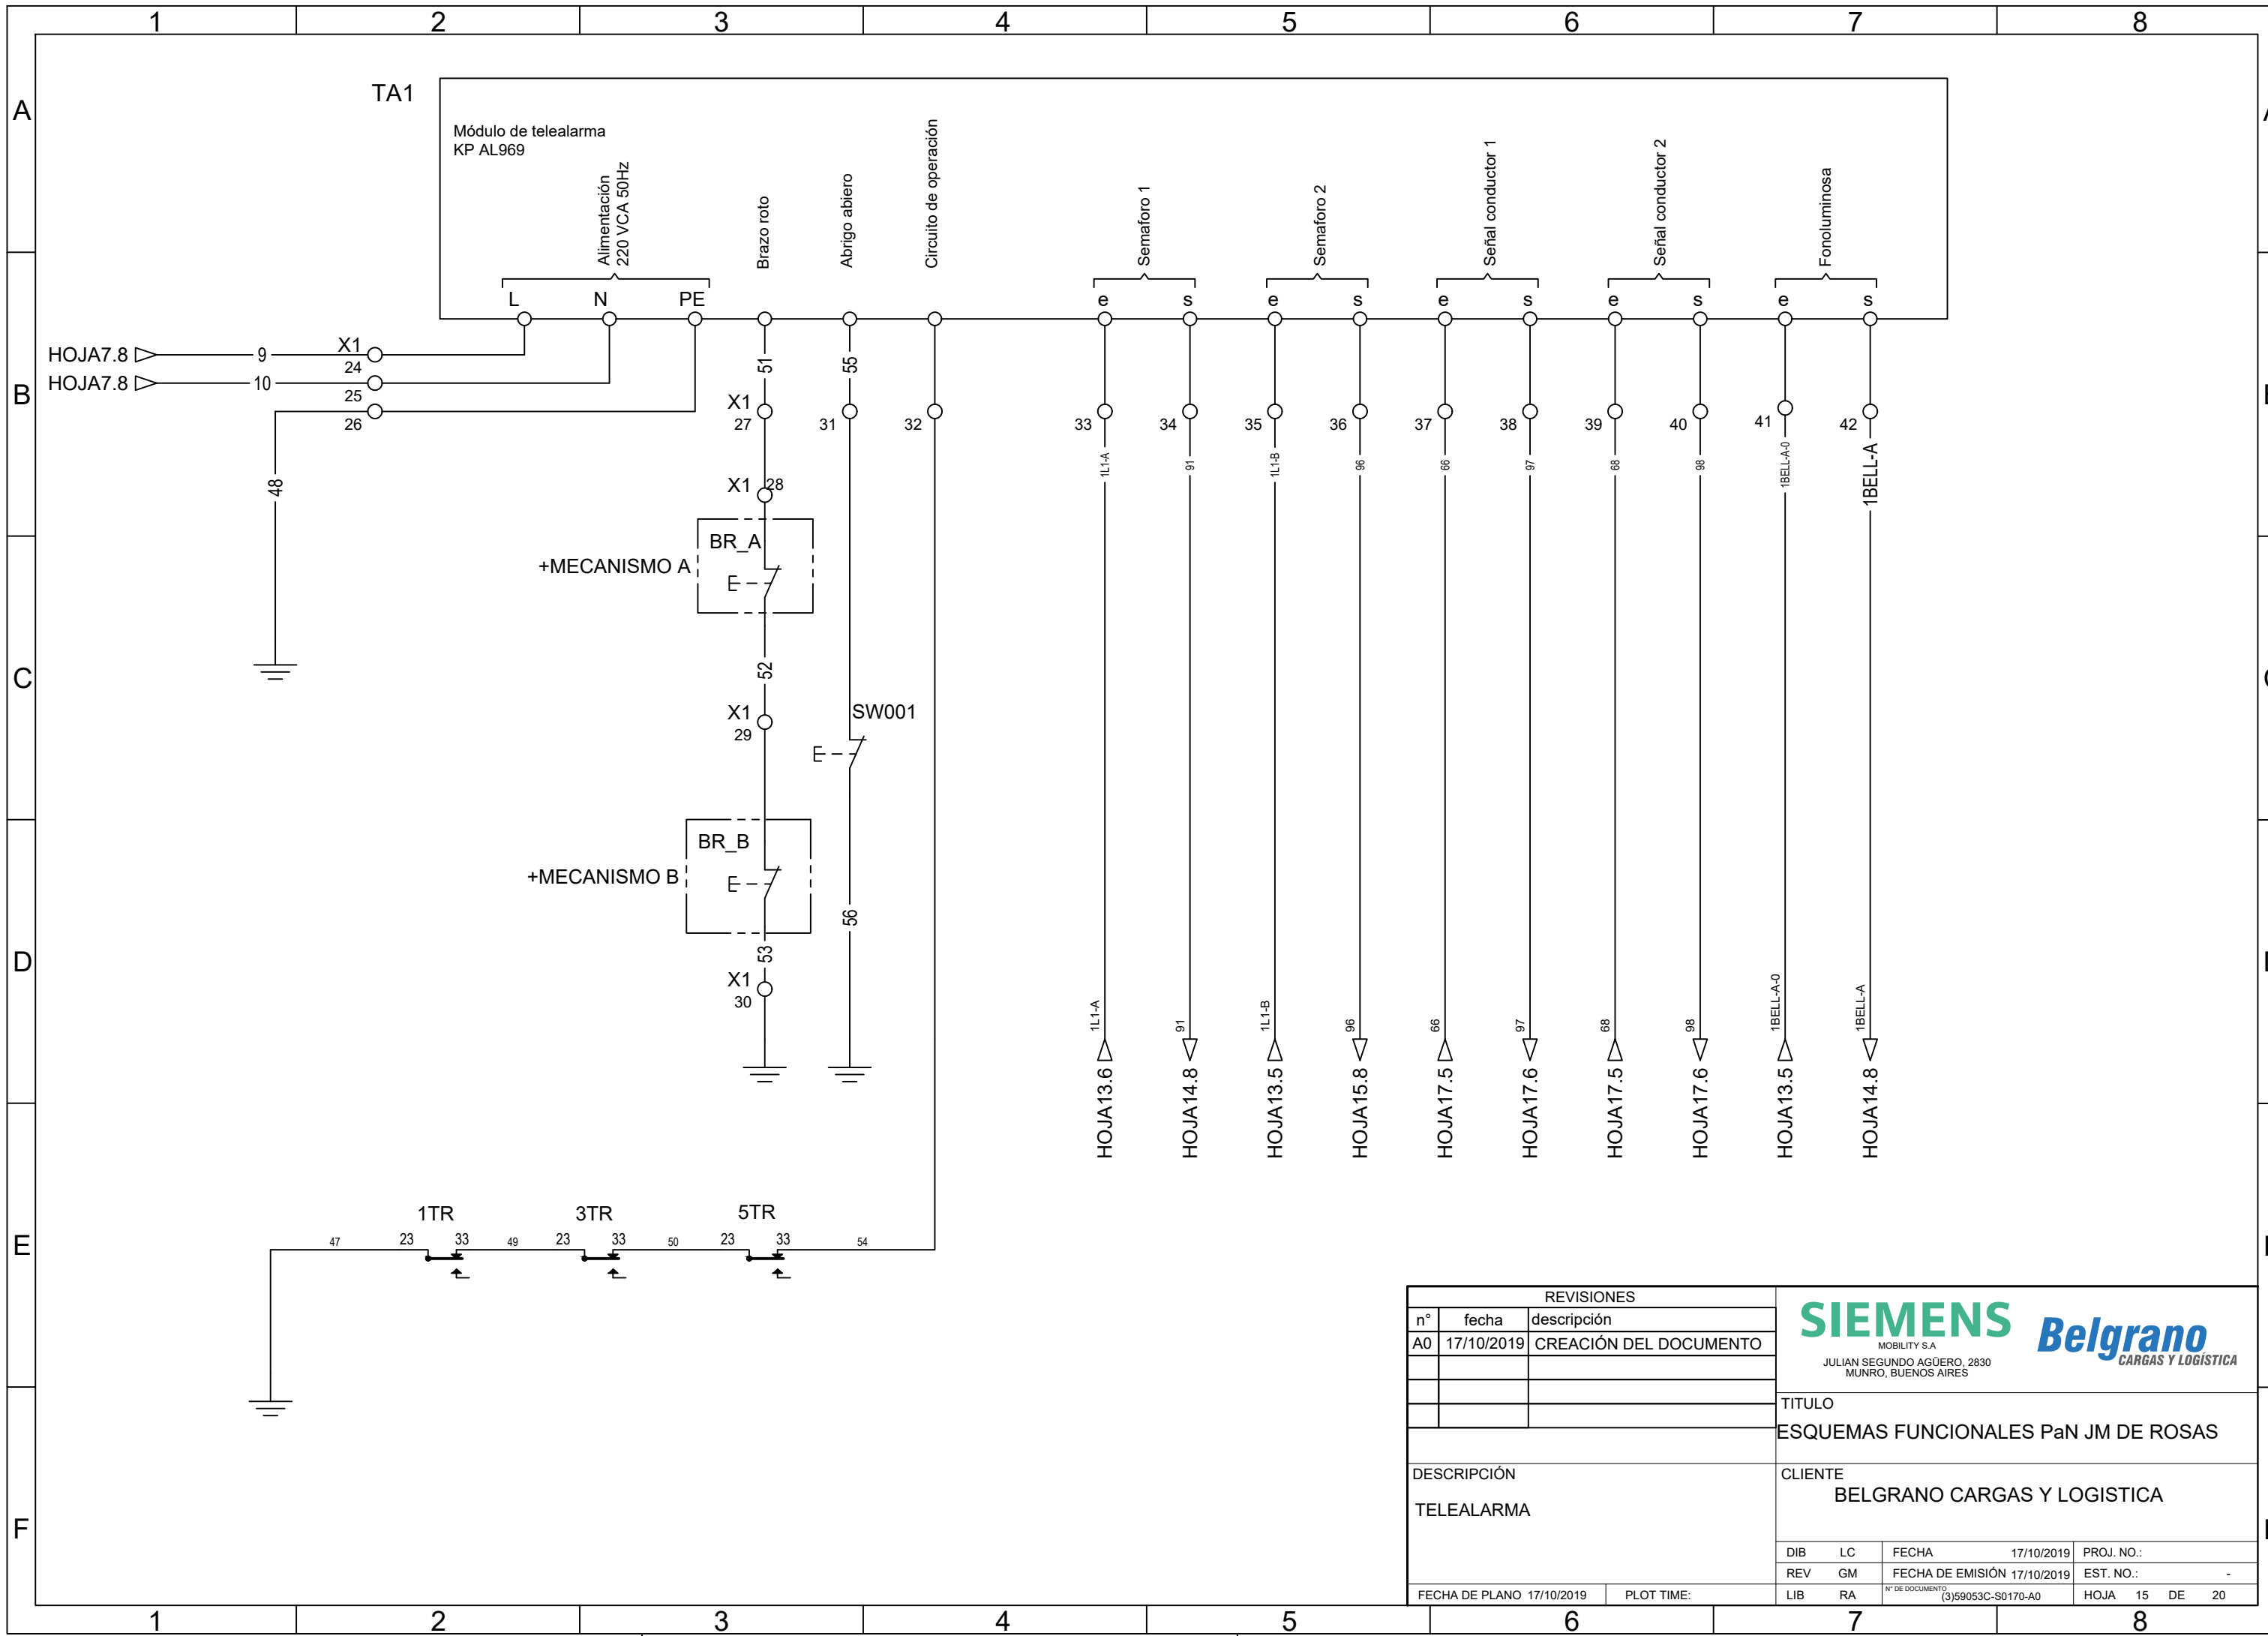 1 2 3 4 5 6 7 8
A
B
C
D
E
F
TA1
Módulo de telealarma
KP AL969
Alimentación
220 VCA 50Hz
Brazo roto
Abrigo abiero
Circuito de operación
Semaforo 1
Semaforo 2
Señal conductor 1
Señal conductor 2
Fonoluminosa
L N PE
e s e s e s e s e s
HOJA7.8 9 X1 24
HOJA7.8 10 25
26
48
51
55
X1 27 31 32 33 34 35 36 37 38 39 40 41 42
1L1-A 91 1L1-B 96 66 97 68 98 1BELL-A-0 1BELL-A
X1 28
BR_A
+MECANISMO A
52
X1 29
SW001
BR_B
+MECANISMO B
56
53
X1 30
1L1-A 91 1L1-B 96 66 97 68 98 1BELL-A-0 1BELL-A
HOJA13.6 HOJA14.8 HOJA13.5 HOJA15.8 HOJA17.5 HOJA17.6 HOJA17.5 HOJA17.6 HOJA13.5 HOJA14.8
1TR 3TR 5TR
47 23 33 49 23 33 50 23 33 54
REVISIONES
n° fecha descripción
A0 17/10/2019 CREACIÓN DEL DOCUMENTO
SIEMENS
MOBILITY S.A
JULIAN SEGUNDO AGÜERO, 2830
MUNRO, BUENOS AIRES
Belgrano
CARGAS Y LOGÍSTICA
TITULO
ESQUEMAS FUNCIONALES PaN JM DE ROSAS
DESCRIPCIÓN
TELEALARMA
CLIENTE
BELGRANO CARGAS Y LOGISTICA
DIB LC FECHA 17/10/2019 PROJ. NO.:
REV GM FECHA DE EMISIÓN 17/10/2019 EST. NO.: -
FECHA DE PLANO 17/10/2019 PLOT TIME: LIB RA N° DE DOCUMENTO (3)59053C-S0170-A0 HOJA 15 DE 20
1 2 3 4 5 6 7 8